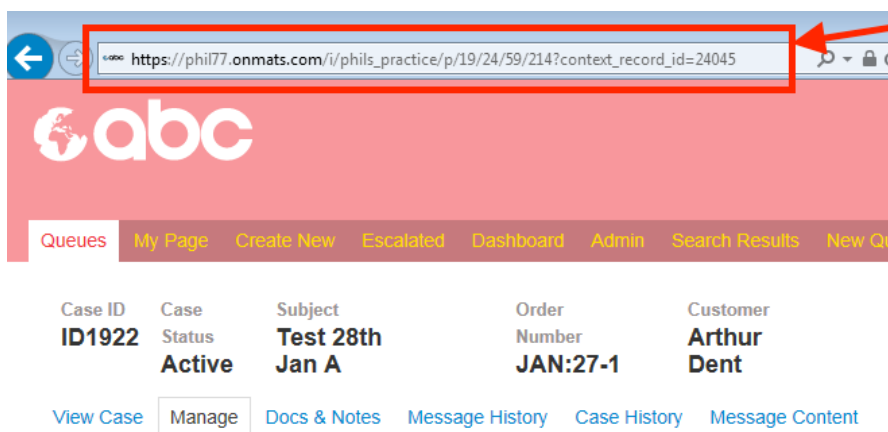 https://phil77.onmats.com/i/phils_practice/p/19/24/59/214?context_record_id=24045
abc
Queues My Page Create New Escalated Dashboard Admin Search Results New
Case ID Case Subject Order Customer
ID1922 Status Test 28th Number Arthur
Active Jan A JAN:27-1 Dent
View Case Manage Docs & Notes Message History Case History Message Content